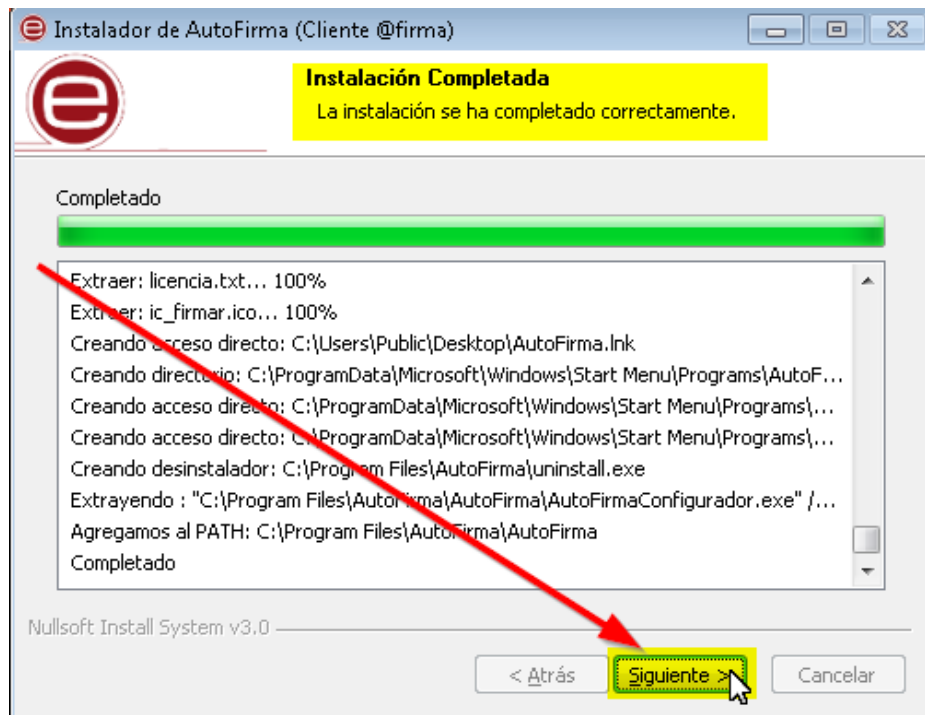 Instalador de AutoFirma (Cliente @firma)
Instalación Completada
La instalación se ha completado correctamente.
Completado
Extraer: licencia.txt... 100%
Extraer: ic_firmar.ico... 100%
Creando acceso directo: C:\Users\Public\Desktop\AutoFirma.lnk
Creando directorio: C:\ProgramData\Microsoft\Windows\Start Menu\Programs\AutoF...
Creando acceso directo: C:\ProgramData\Microsoft\Windows\Start Menu\Programs\...
Creando acceso directo: C:\ProgramData\Microsoft\Windows\Start Menu\Programs\...
Creando desinstalador: C:\Program Files\AutoFirma\uninstall.exe
Extrayendo : "C:\Program Files\AutoFirma\AutoFirma\AutoFirmaConfigurador.exe" /...
Agregamos al PATH: C:\Program Files\AutoFirma\AutoFirma
Completado
Nullsoft Install System v3.0
< Atrás Siguiente > Cancelar